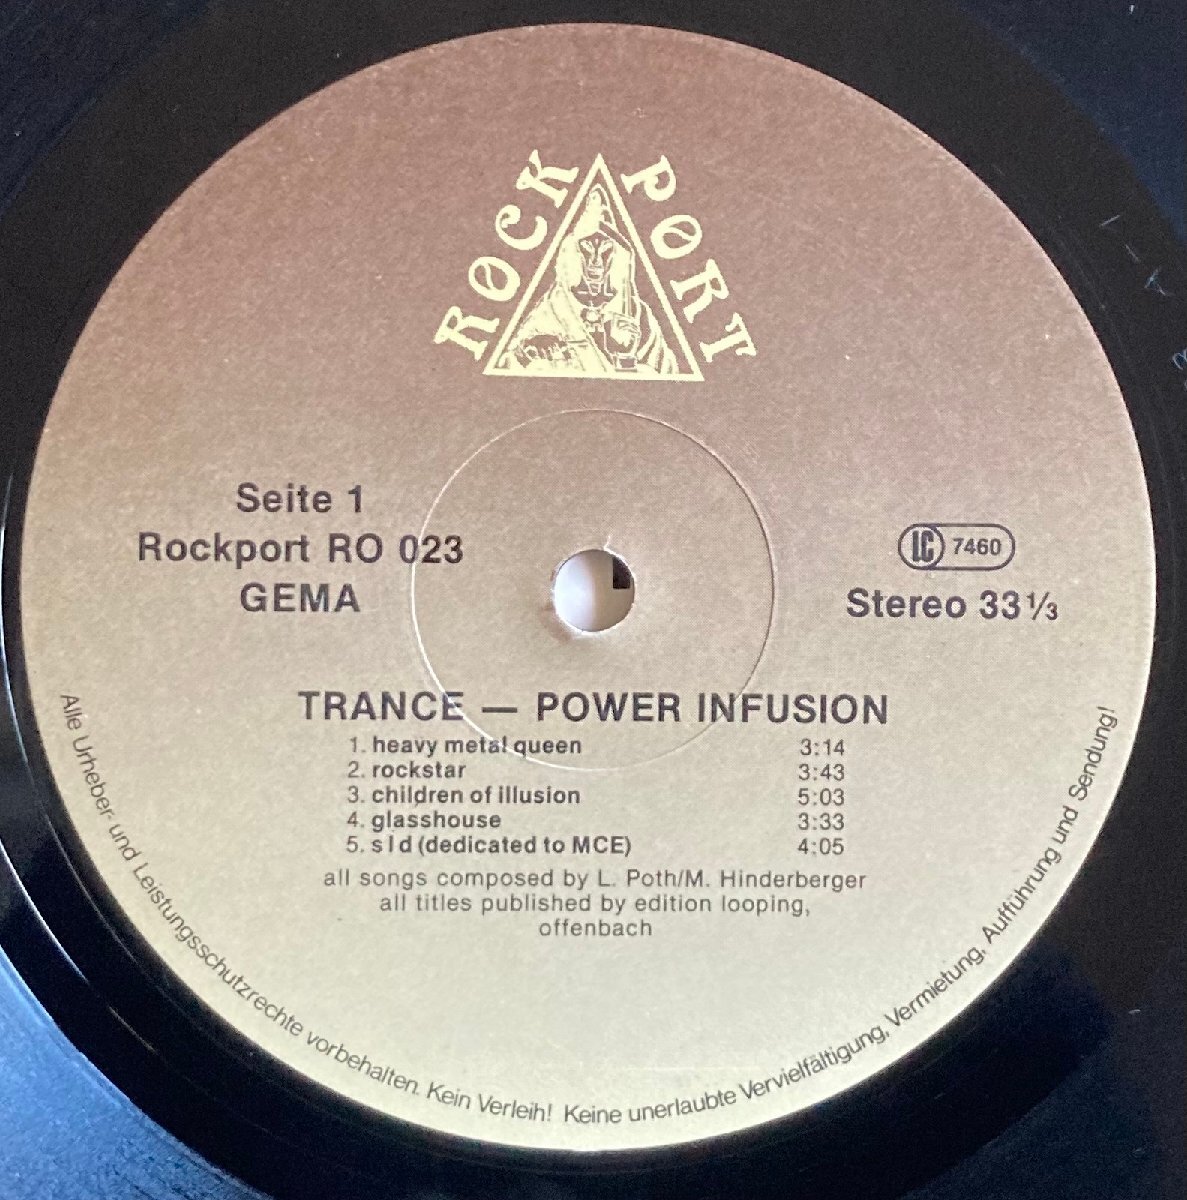 ROCK PORT
Seite 1
Rockport RO 023
GEMA
LC 7460
Stereo 33 1/3
TRANCE — POWER INFUSION
1. heavy metal queen 3:14
2. rockstar 3:43
3. children of illusion 5:03
4. glasshouse 3:33
5. s l d (dedicated to MCE) 4:05
all songs composed by L. Poth/M. Hinderberger
all titles published by edition looping,
offenbach
Alle Urheber- und Leistungsschutzrechte vorbehalten. Kein Verleih! Keine unerlaubte Vervielfältigung, Vermietung, Aufführung und Sendung!